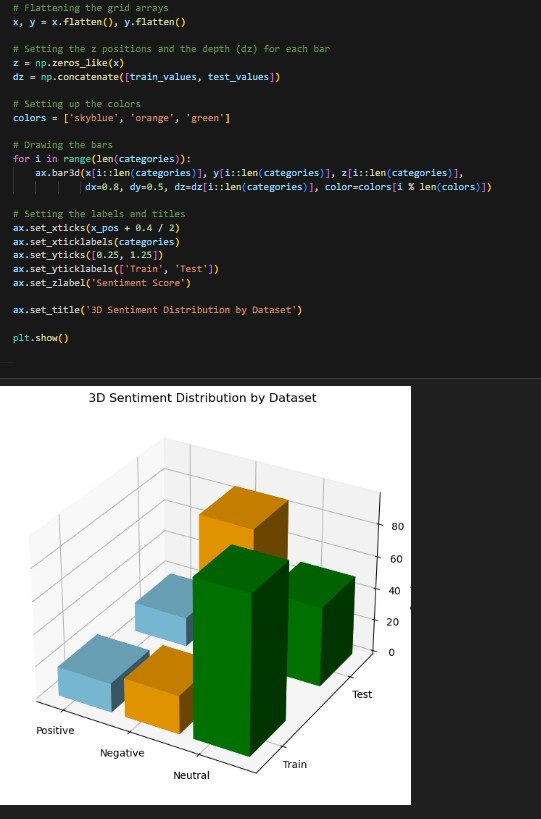 # Flattening the grid arrays
x, y = x.flatten(), y.flatten()
# Setting the z positions and the depth (dz) for each bar
z = np.zeros_like(x)
dz = np.concatenate([train_values, test_values])
# Setting up the colors
colors = ['skyblue', 'orange', 'green']
# Drawing the bars
for i in range(len(categories)):
    ax.bar3d(x[i::len(categories)], y[i::len(categories)], z[i::len(categories)],
             dx=0.8, dy=0.5, dz=dz[i::len(categories)], color=colors[i % len(colors)])
# Setting the labels and titles
ax.set_xticks(x_pos + 0.4 / 2)
ax.set_xticklabels(categories)
ax.set_yticks([0.25, 1.25])
ax.set_yticklabels(['Train', 'Test'])
ax.set_zlabel('Sentiment Score')
ax.set_title('3D Sentiment Distribution by Dataset')
plt.show()
3D Sentiment Distribution by Dataset
80
60
40
20
0
Test
Train
Positive
Negative
Neutral